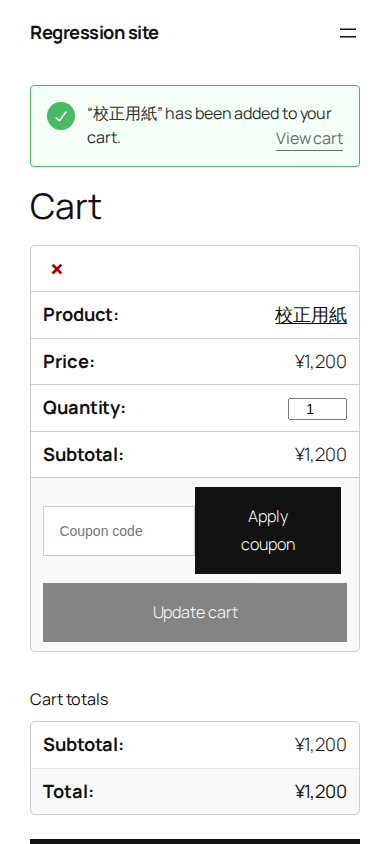 Regression site
“校正用紙” has been added to your
cart.
View cart
Cart
×
Product: 校正用紙
Price: ¥1,200
Quantity: 1
Subtotal: ¥1,200
Coupon code
Apply
coupon
Update cart
Cart totals
Subtotal: ¥1,200
Total: ¥1,200